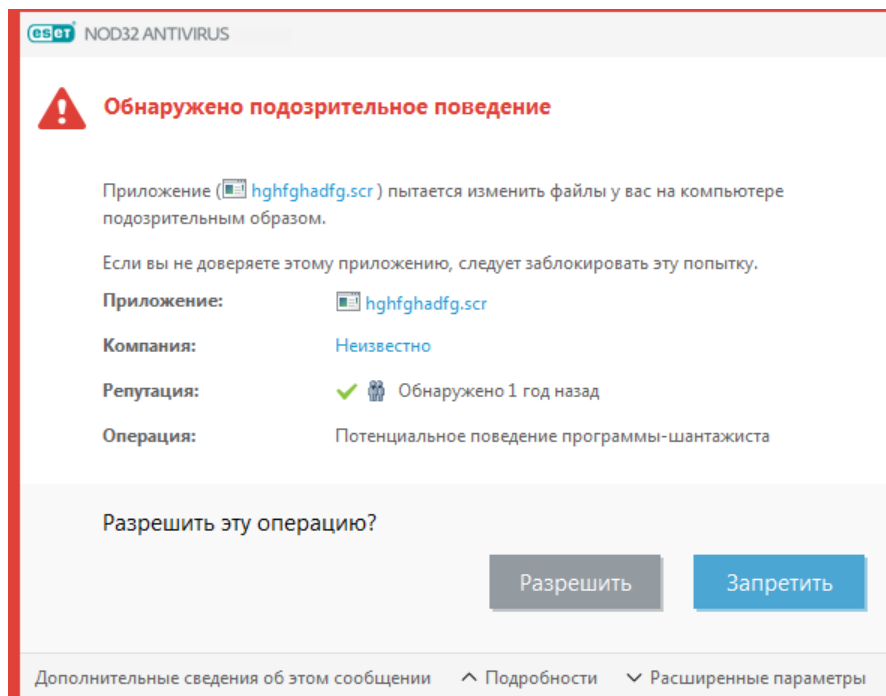 eset NOD32 ANTIVIRUS
Обнаружено подозрительное поведение
Приложение ( hghfghadfg.scr ) пытается изменить файлы у вас на компьютере
подозрительным образом.
Если вы не доверяете этому приложению, следует заблокировать эту попытку.
Приложение: hghfghadfg.scr
Компания: Неизвестно
Репутация: Обнаружено 1 год назад
Операция: Потенциальное поведение программы-шантажиста
Разрешить эту операцию?
Разрешить Запретить
Дополнительные сведения об этом сообщении Подробности Расширенные параметры